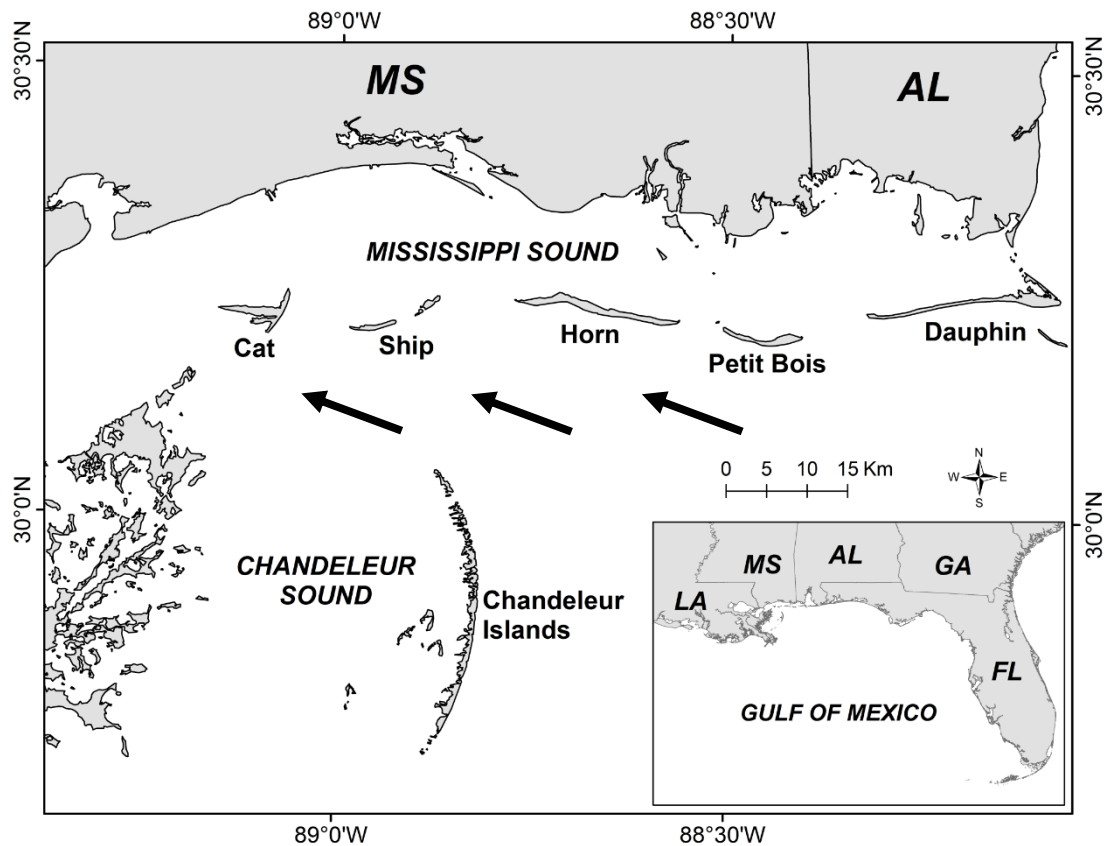 89°0'W 88°30'W
30°30'N
30°30'N
MS
AL
MISSISSIPPI SOUND
Cat
Ship
Horn
Petit Bois
Dauphin
0 5 10 15 Km
N
W E
S
30°0'N
30°0'N
CHANDELEUR
SOUND
Chandeleur
Islands
LA
MS
AL
GA
FL
GULF OF MEXICO
89°0'W 88°30'W